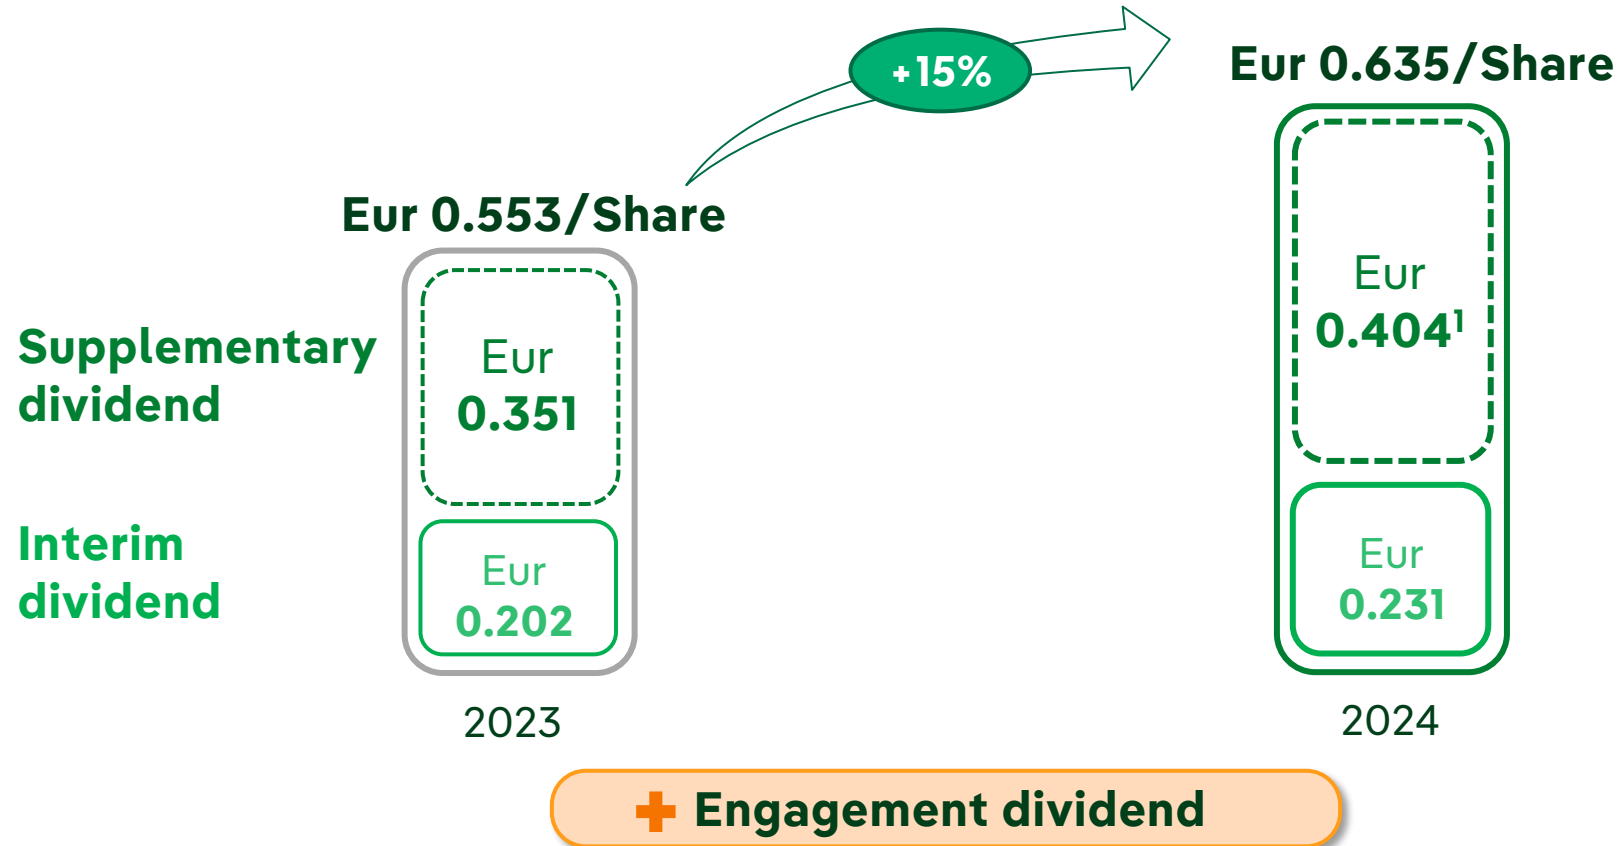 +15%
Eur 0.635/Share
Eur 0.553/Share
Supplementary
dividend
Eur
0.351
Eur
0.404¹
Interim
dividend
Eur
0.202
Eur
0.231
2023
2024
+ Engagement dividend